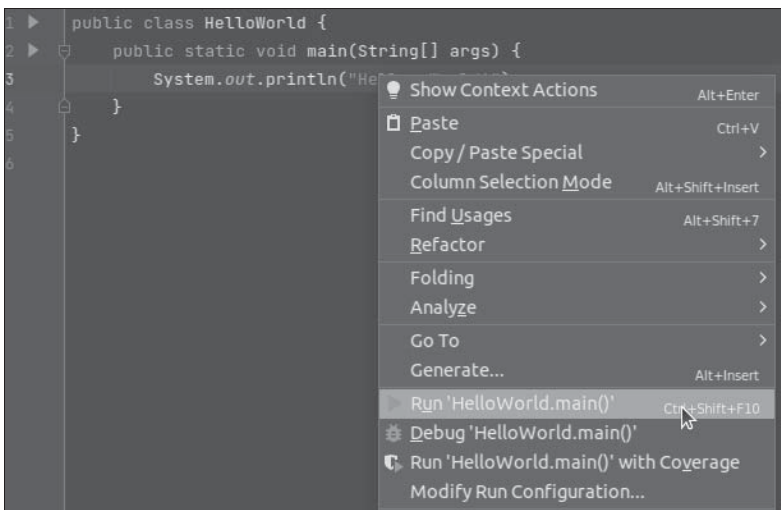 1 public class HelloWorld {
2 public static void main(String[] args) {
3 System.out.println("He
4 }
5 }
6
Show Context Actions Alt+Enter
Paste Ctrl+V
Copy / Paste Special
Column Selection Mode Alt+Shift+Insert
Find Usages Alt+Shift+7
Refactor
Folding
Analyze
Go To
Generate... Alt+Insert
Run 'HelloWorld.main()' Ctrl+Shift+F10
Debug 'HelloWorld.main()'
Run 'HelloWorld.main()' with Coverage
Modify Run Configuration...